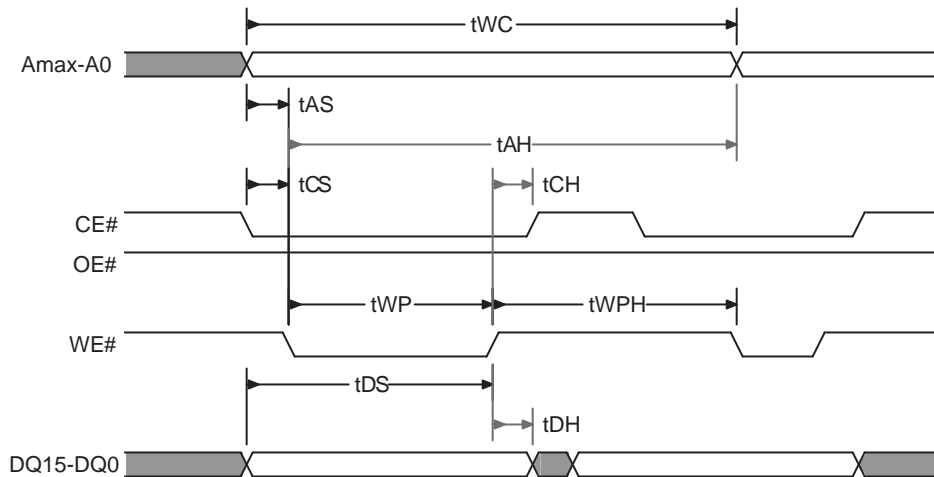 tWC
Amax-A0
tAS
tAH
tCS
tCH
CE#
OE#
tWP
tWPH
WE#
tDS
tDH
DQ15-DQ0